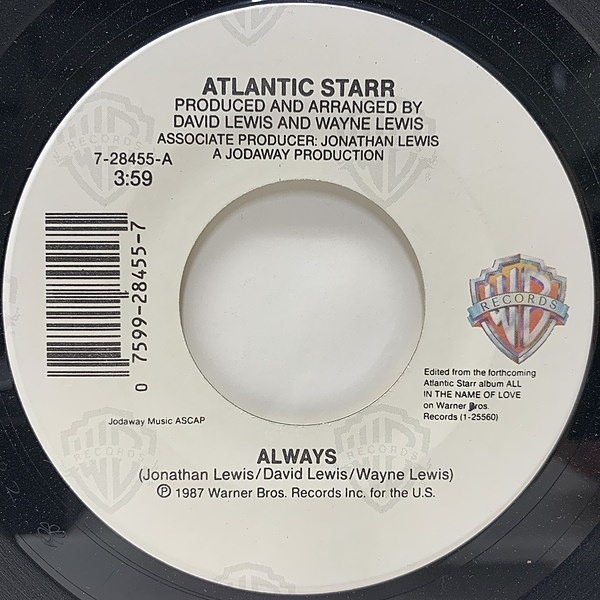 ATLANTIC STARR
PRODUCED AND ARRANGED BY
DAVID LEWIS AND WAYNE LEWIS
ASSOCIATE PRODUCER: JONATHAN LEWIS
A JODAWAY PRODUCTION
7-28455-A
3:59
0 7599-28455-7
1
WB
RECORDS
Edited from the forthcoming
Atlantic Starr album ALL
IN THE NAME OF LOVE
on Warner Bros.
Records (1-25560)
Jodaway Music ASCAP
ALWAYS
(Jonathan Lewis/David Lewis/Wayne Lewis)
℗ 1987 Warner Bros. Records Inc. for the U.S.